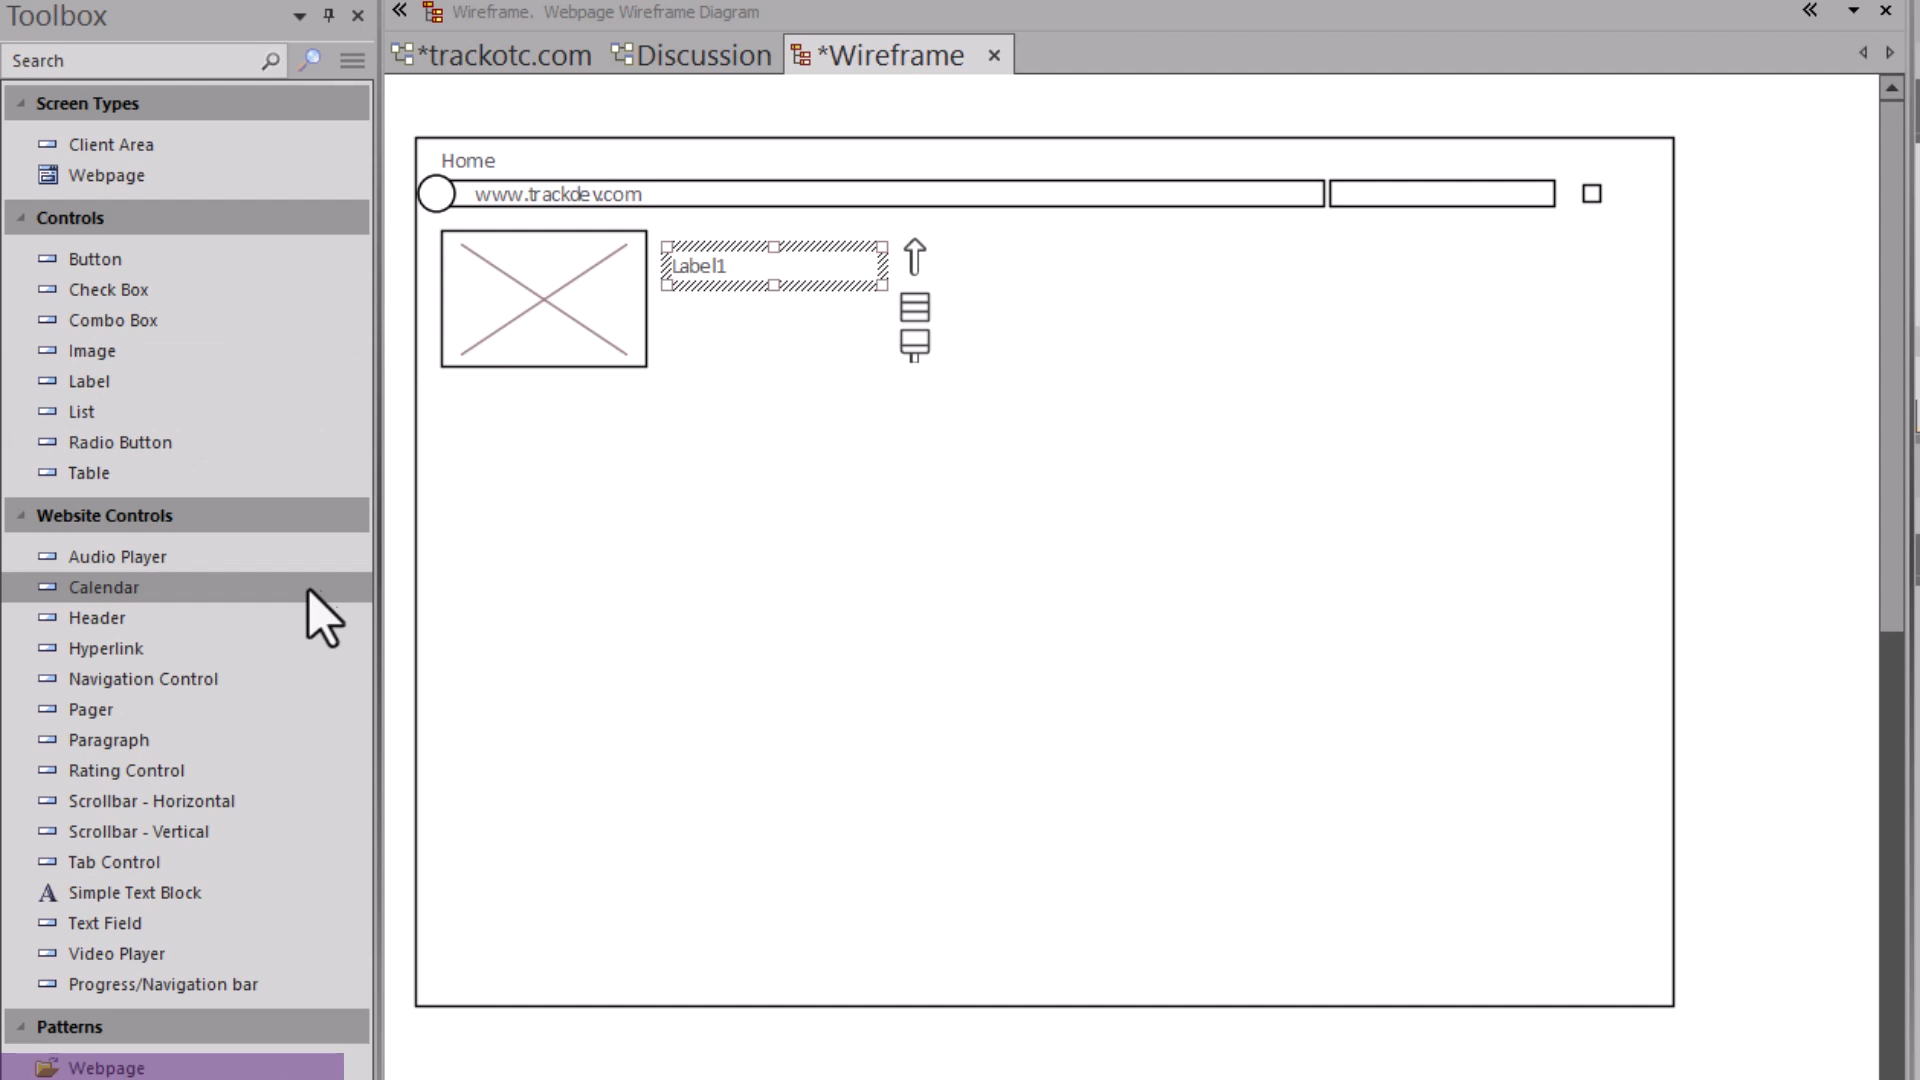 Toolbox
Search
Screen Types
Client Area
Webpage
Controls
Button
Check Box
Combo Box
Image
Label
List
Radio Button
Table
Website Controls
Audio Player
Calendar
Header
Hyperlink
Navigation Control
Pager
Paragraph
Rating Control
Scrollbar - Horizontal
Scrollbar - Vertical
Tab Control
A Simple Text Block
Text Field
Video Player
Progress/Navigation bar
Patterns
Webpage
Wireframe. Webpage Wireframe Diagram
*trackotc.com Discussion *Wireframe
Home
www.trackdev.com
Label1